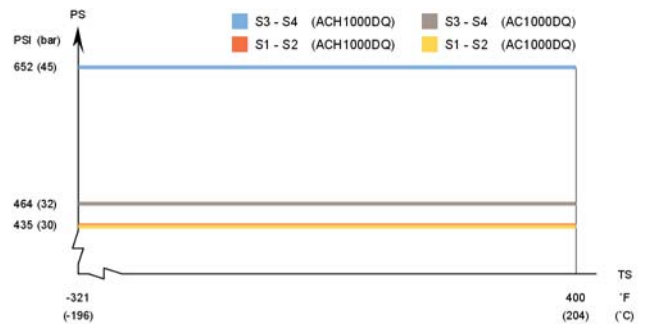 PS
S3 - S4 (ACH1000DQ) S3 - S4 (AC1000DQ)
PSI (bar) S1 - S2 (ACH1000DQ) S1 - S2 (AC1000DQ)
652 (45)
464 (32)
435 (30)
TS
-321 400 °F
(-196) (204) (°C)